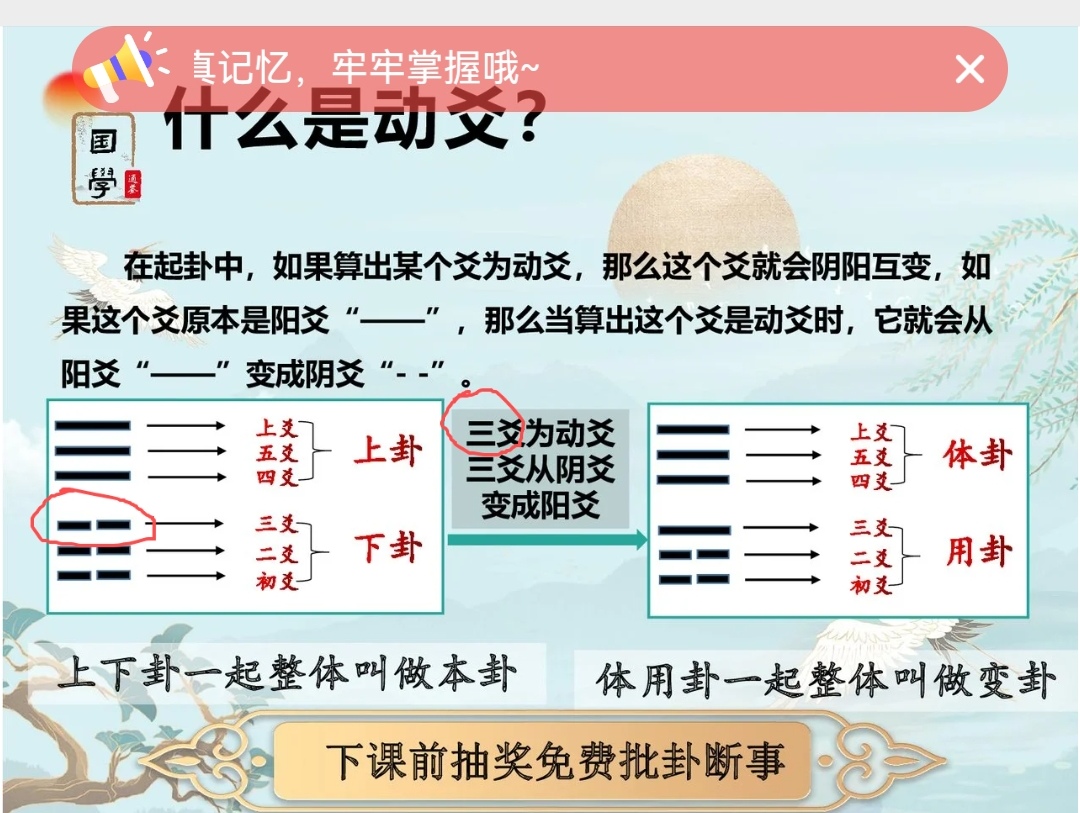 真记忆，牢牢掌握哦~
什么是动爻？
国
學
在起卦中，如果算出某个爻为动爻，那么这个爻就会阴阳互变，如
果这个爻原本是阳爻“——”，那么当算出这个爻是动爻时，它就会从
阳爻“——”变成阴爻“- -”。
上爻
五爻
四爻
上卦
三爻
二爻
初爻
下卦
三爻为动爻
三爻从阴爻
变成阳爻
上爻
五爻
四爻
体卦
三爻
二爻
初爻
用卦
上下卦一起整体叫做本卦
体用卦一起整体叫做变卦
下课前抽奖免费批卦断事